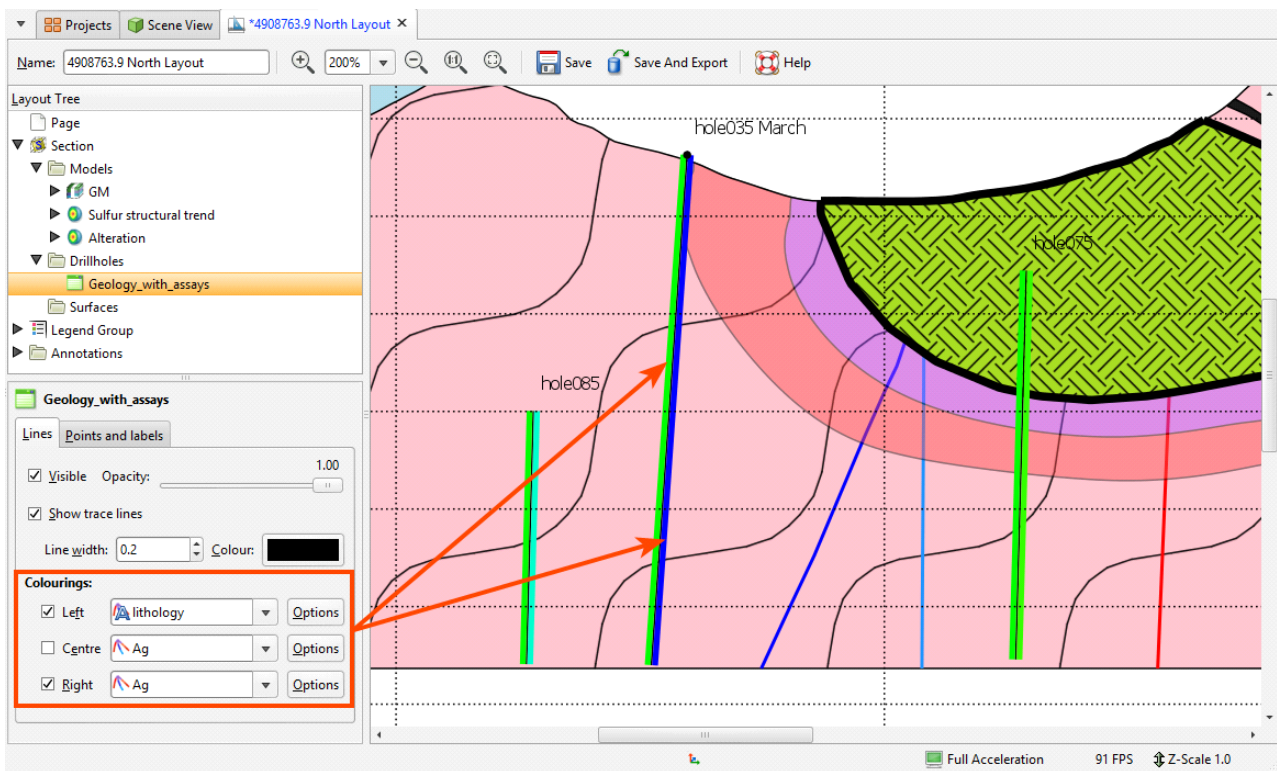 Projects Scene View *4908763.9 North Layout ×
Name: 4908763.9 North Layout 200% 1:1 Save Save And Export Help
Layout Tree
Page
Section
Models
GM
Sulfur structural trend
Alteration
Drillholes
Geology_with_assays
Surfaces
Legend Group
Annotations
Geology_with_assays
Lines Points and labels
Visible Opacity: 1.00
Show trace lines
Line width: 0.2 Colour:
Colourings:
Left lithology Options
Centre Ag Options
Right Ag Options
hole035 March
hole075
hole085
Full Acceleration 91 FPS Z-Scale 1.0